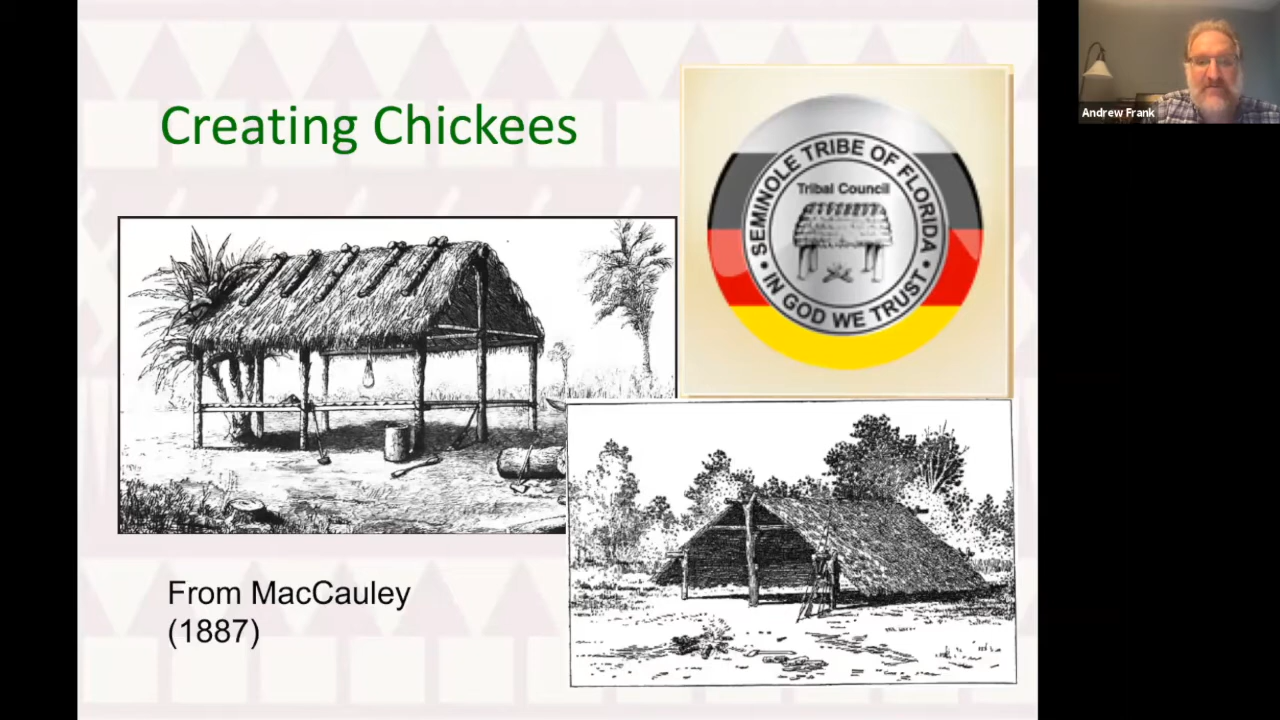 Creating Chickees
SEMINOLE TRIBE OF FLORIDA
Tribal Council
• IN GOD WE TRUST •
From MacCauley
(1887)
Andrew Frank